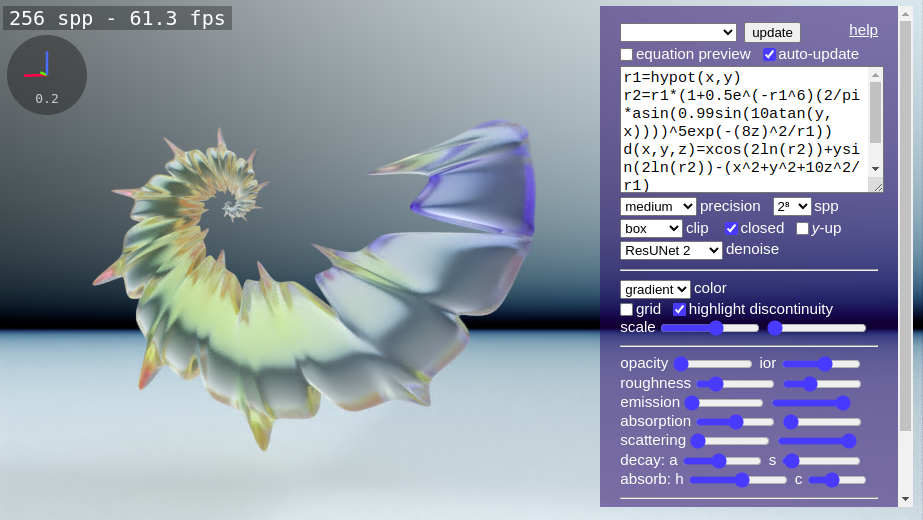 256 spp - 61.3 fps
0.2
update
help
equation preview
auto-update
r1=hypot(x,y)
r2=r1*(1+0.5e^(-r1^6)(2/pi
*asin(0.99sin(10atan(y,
x))))^5exp(-(8z)^2/r1))
d(x,y,z)=xcos(2ln(r2))+ysi
n(2ln(r2))-(x^2+y^2+10z^2/
r1)
medium precision 2⁸ spp
box clip closed y-up
ResUNet 2 denoise
gradient color
grid highlight discontinuity
scale
opacity ior
roughness
emission
absorption
scattering
decay: a s
absorb: h c